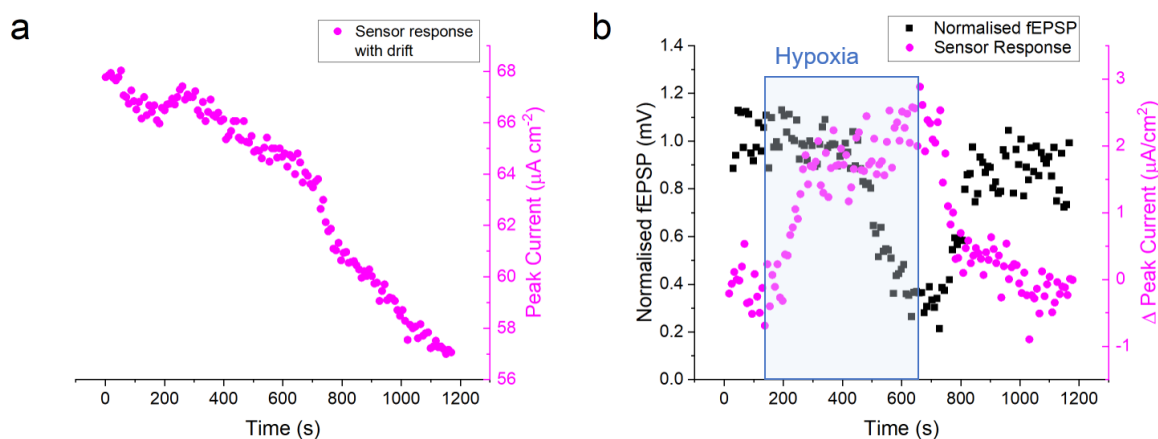 a
Sensor response
with drift
68
66
64
62
60
58
56
Peak Current (µA cm⁻²)
0 200 400 600 800 1000 1200
Time (s)
b
Normalised fEPSP
Sensor Response
Hypoxia
1.4
1.2
1.0
0.8
0.6
0.4
0.2
Normalised fEPSP (mV)
3
2
1
0
-1
Δ Peak Current (µA/cm²)
0 200 400 600 800 1000 1200
Time (s)